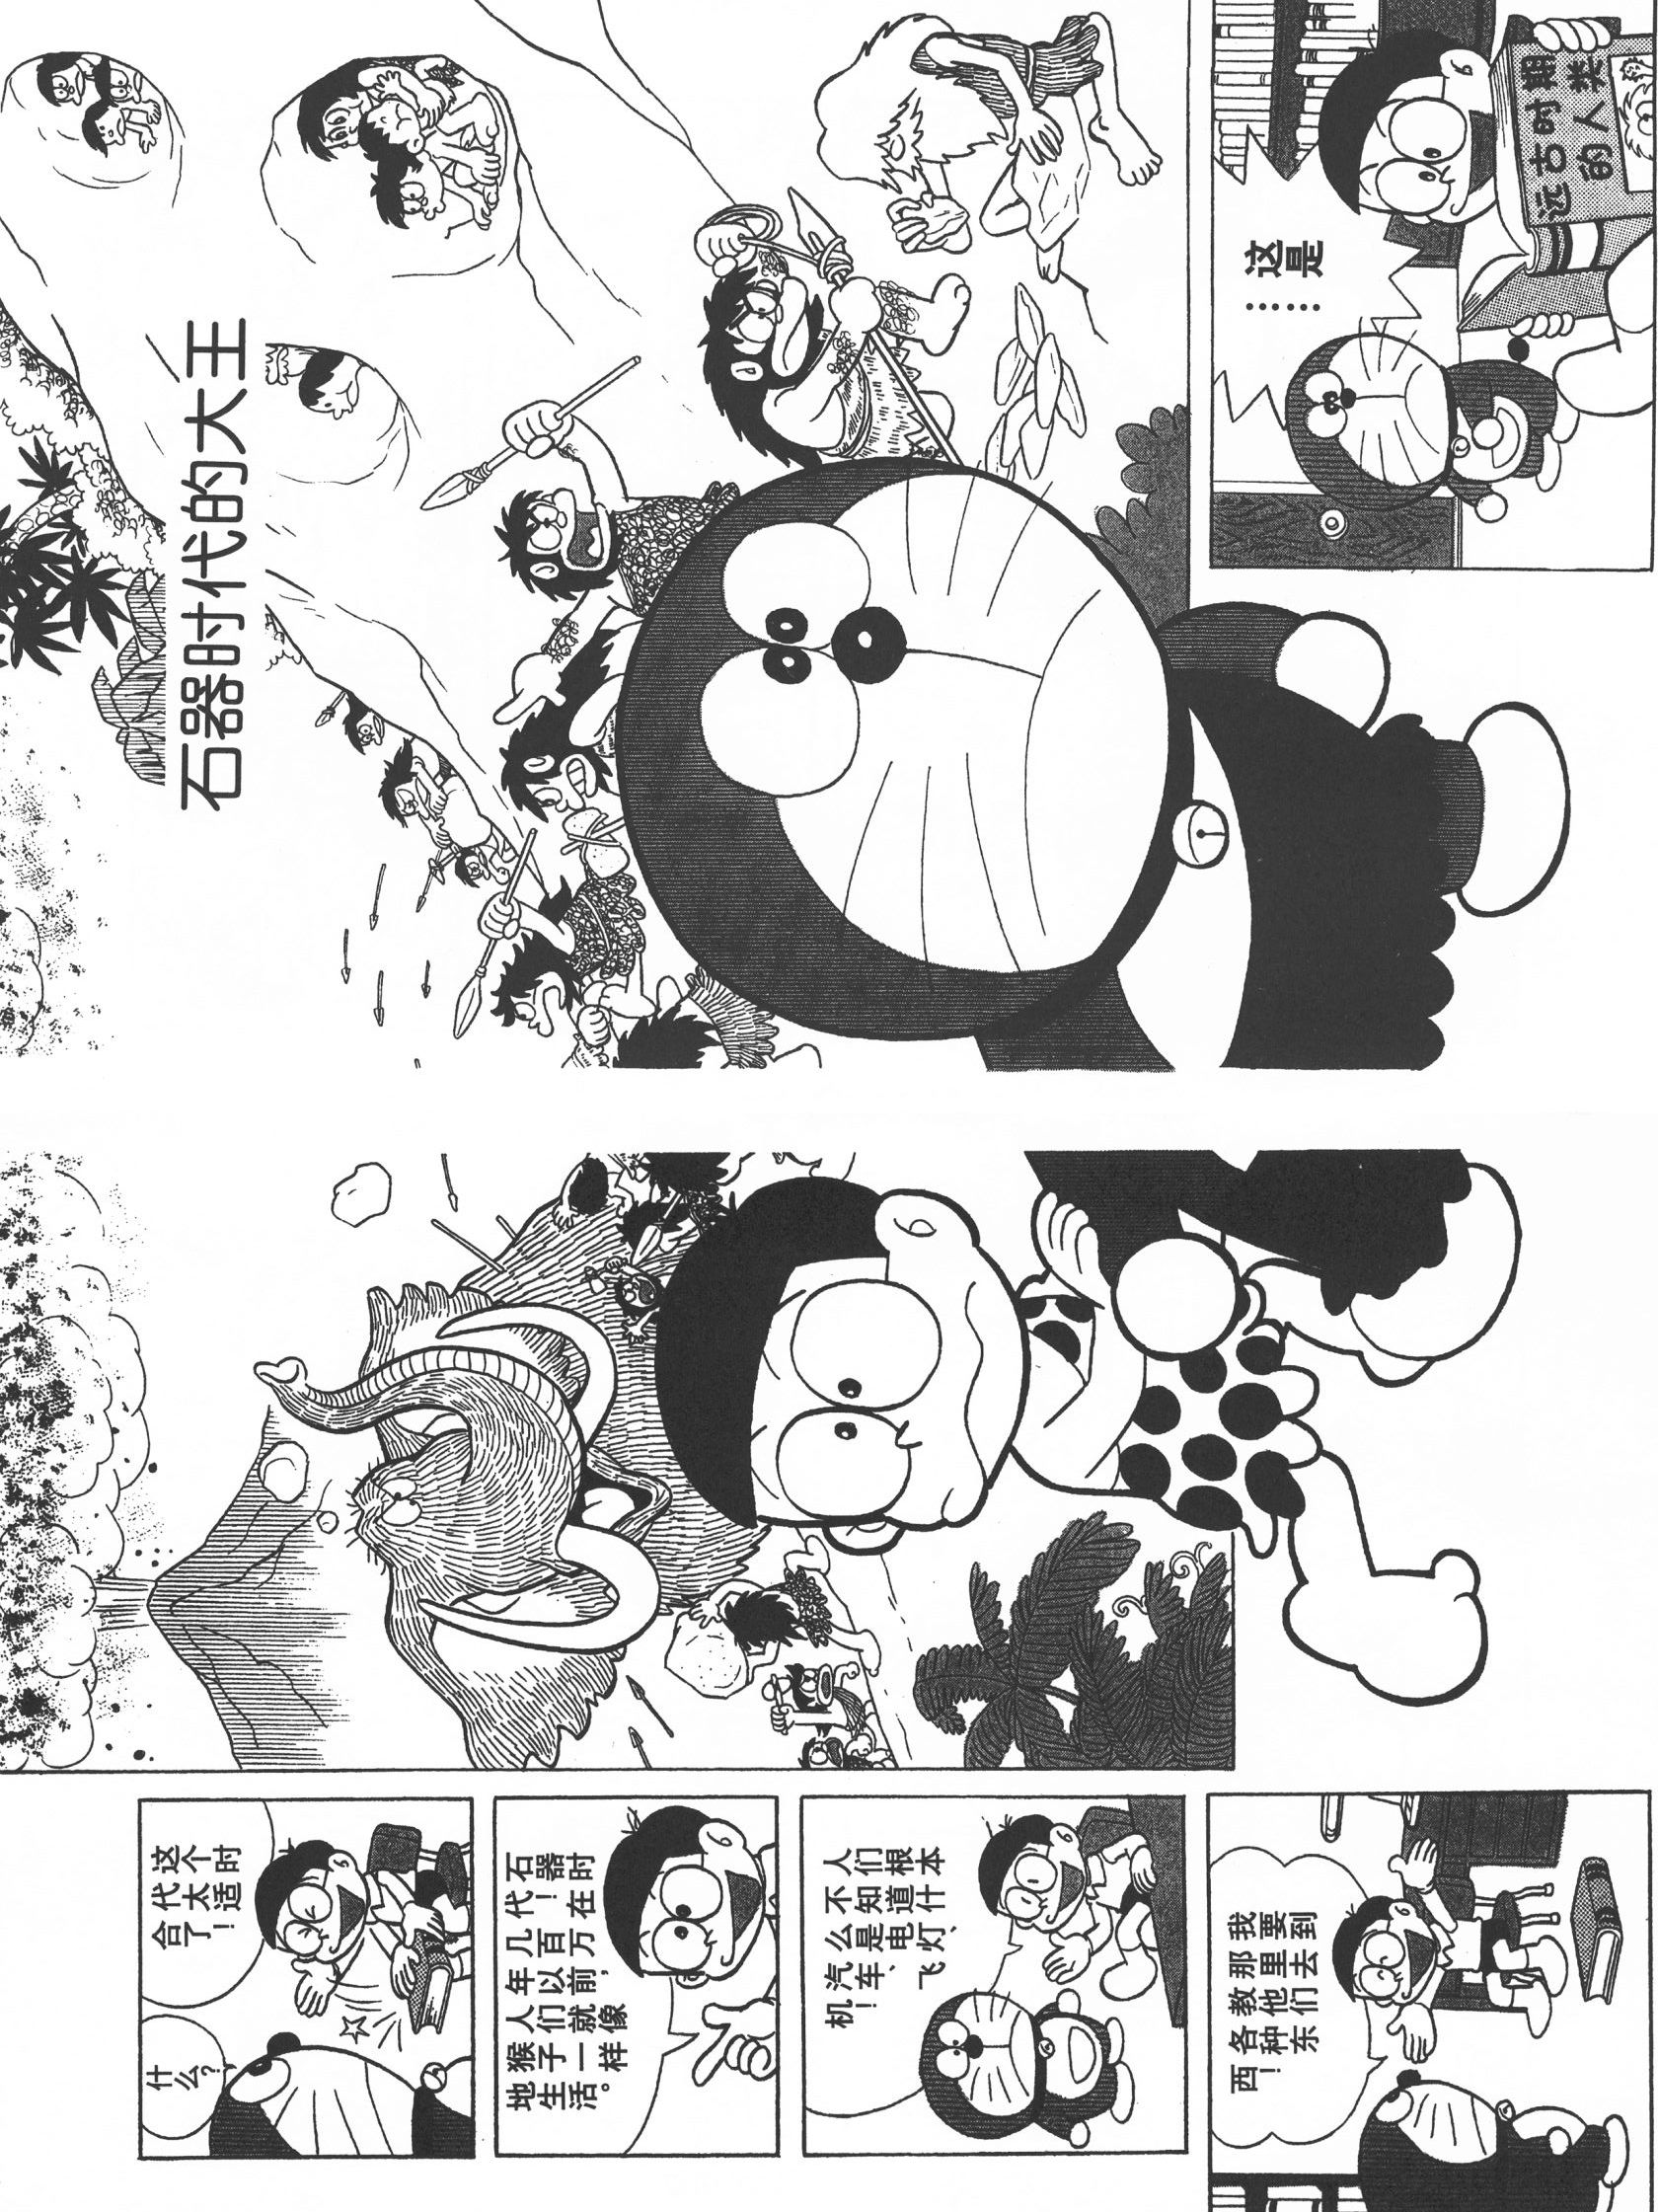 石器时代的大王
远古时期
的人类
这是……
这个时
代太适
合了!
什么?
石器时
代!在
几百万
年以前,
人们就像
猴子一样
地生活。
人们根本
不知道什
么是电灯、
汽车、飞
机!
我要到
那里去
教他们
各种东
西!